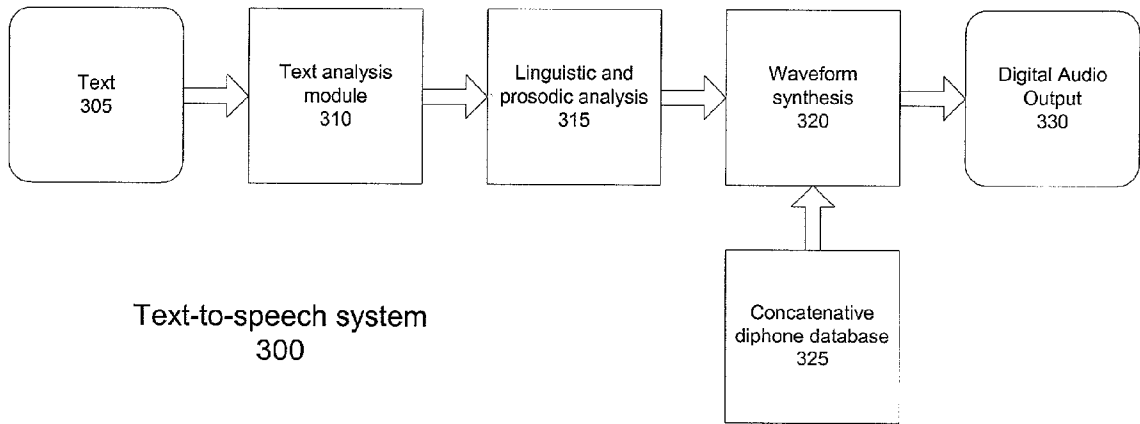 Text
305
Text analysis
module
310
Linguistic and
prosodic analysis
315
Waveform
synthesis
320
Digital Audio
Output
330
Concatenative
diphone database
325
Text-to-speech system
300